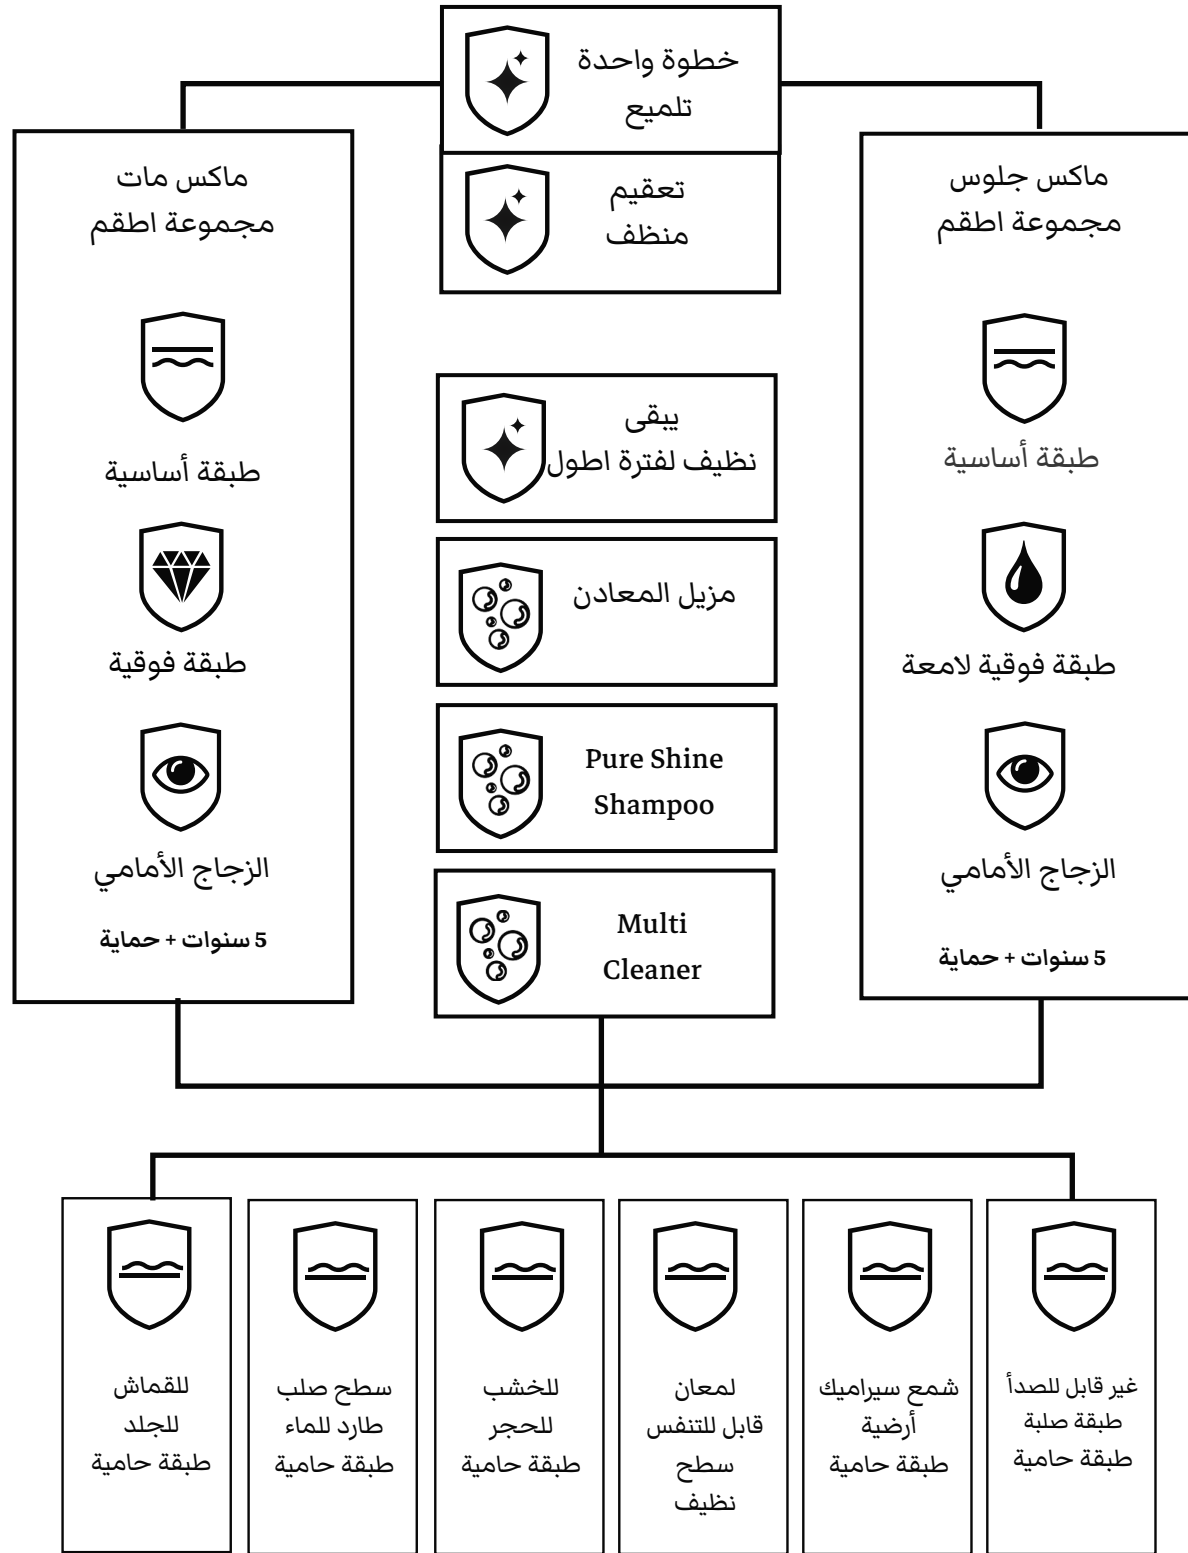 خطوة واحدة
تلميع
تعقيم
منظف
ماكس جلوس
مجموعة اطقم
طبقة أساسية
طبقة فوقية لامعة
الزجاج الأمامي
5 سنوات + حماية
يبقى
نظيف لفترة اطول
مزيل المعادن
Pure Shine
Shampoo
Multi
Cleaner
ماكس مات
مجموعة اطقم
طبقة أساسية
طبقة فوقية
الزجاج الأمامي
5 سنوات + حماية
غير قابل للصدأ
طبقة صلبة
طبقة حامية
شمع سيراميك
أرضية
طبقة حامية
لمعان
قابل للتنفس
سطح
نظيف
للخشب
للحجر
طبقة حامية
سطح صلب
طارد للماء
طبقة حامية
للقماش
للجلد
طبقة حامية